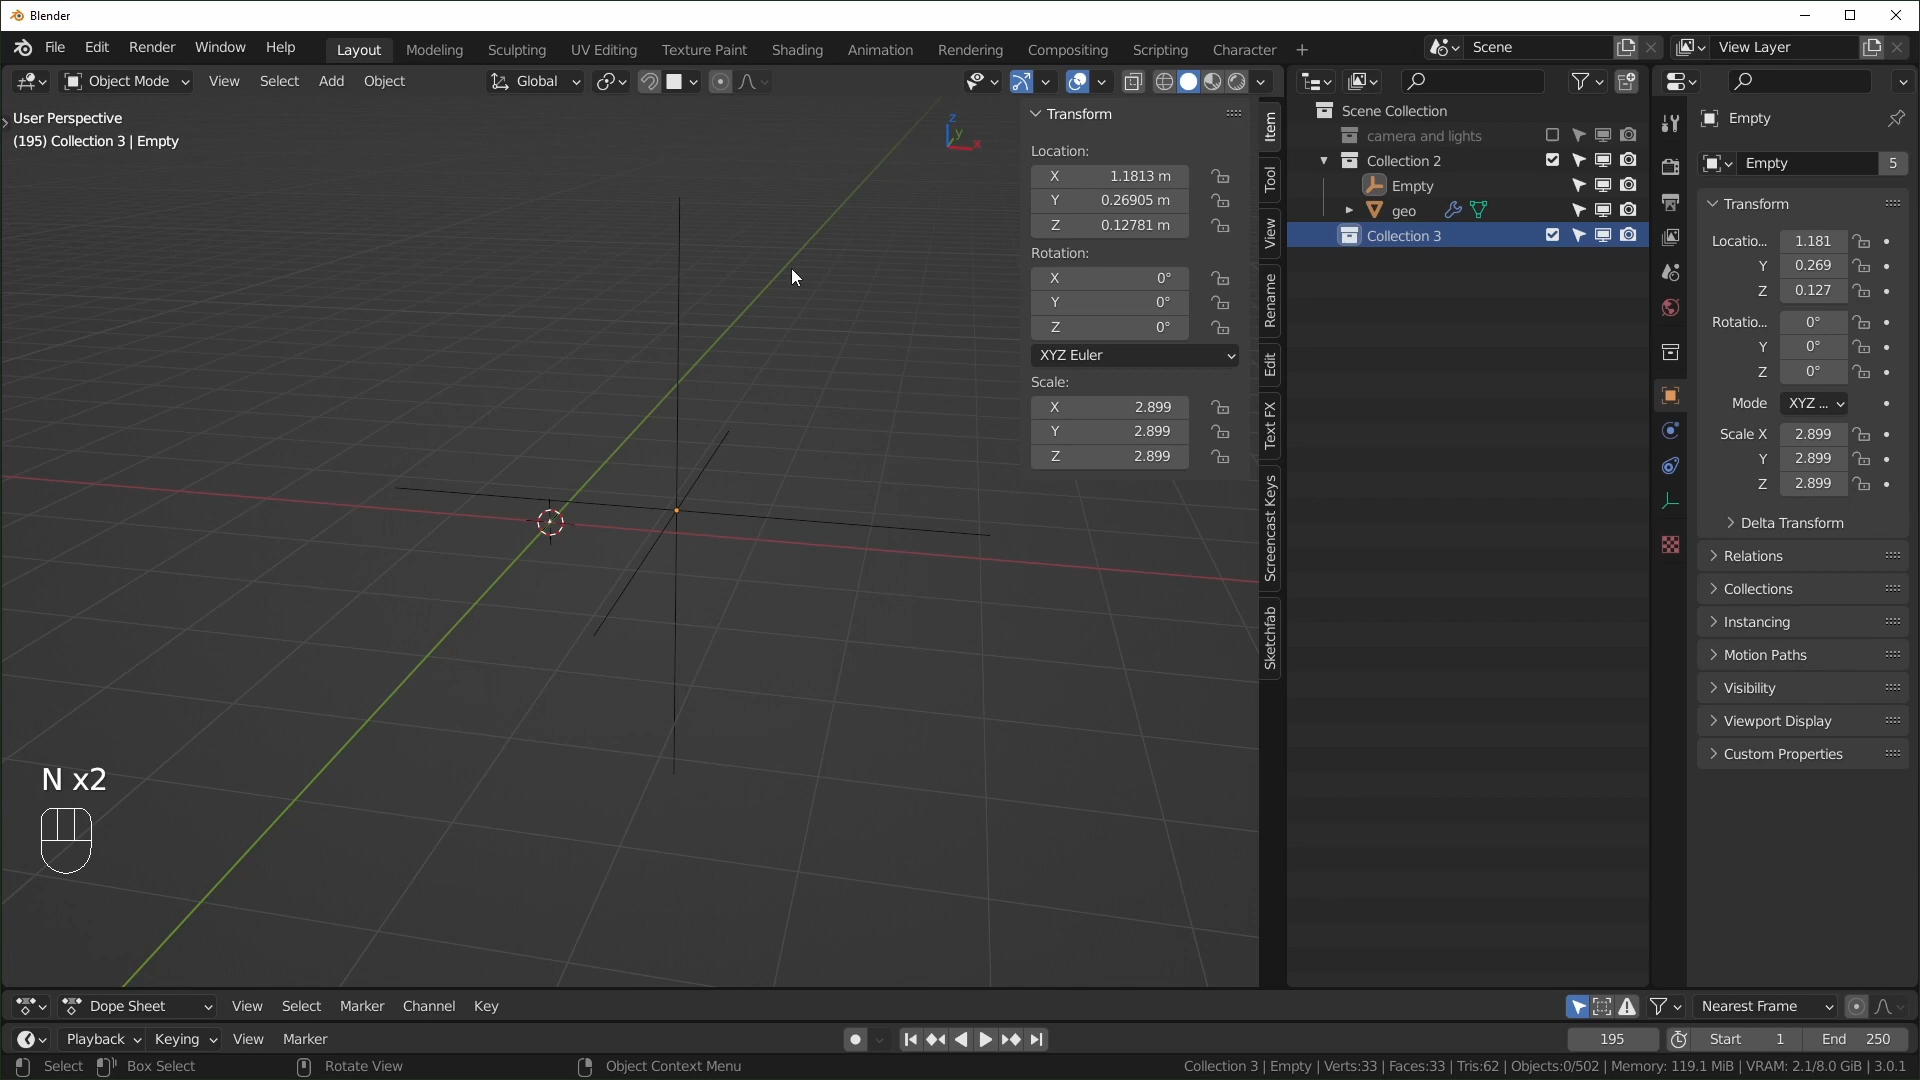 Blender
File Edit Render Window Help Layout Modeling Sculpting UV Editing Texture Paint Shading Animation Rendering Compositing Scripting Character + Scene View Layer
Object Mode View Select Add Object Global
User Perspective
(195) Collection 3 | Empty
z
y
x
Transform
Location:
X 1.1813 m
Y 0.26905 m
Z 0.12781 m
Rotation:
X 0°
Y 0°
Z 0°
XYZ Euler
Scale:
X 2.899
Y 2.899
Z 2.899
Item
Tool
View
Rename
Edit
Text FX
Screencast Keys
Sketchfab
Scene Collection
camera and lights
Collection 2
Empty
geo
Collection 3
Empty
Empty 5
Transform
Locatio... 1.181
Y 0.269
Z 0.127
Rotatio... 0°
Y 0°
Z 0°
Mode XYZ ...
Scale X 2.899
Y 2.899
Z 2.899
Delta Transform
Relations
Collections
Instancing
Motion Paths
Visibility
Viewport Display
Custom Properties
N x2
Dope Sheet View Select Marker Channel Key Nearest Frame
Playback Keying View Marker 195 Start 1 End 250
Select Box Select Rotate View Object Context Menu Collection 3 | Empty | Verts:33 | Faces:33 | Tris:62 | Objects:0/502 | Memory: 119.1 MiB | VRAM: 2.1/8.0 GiB | 3.0.1